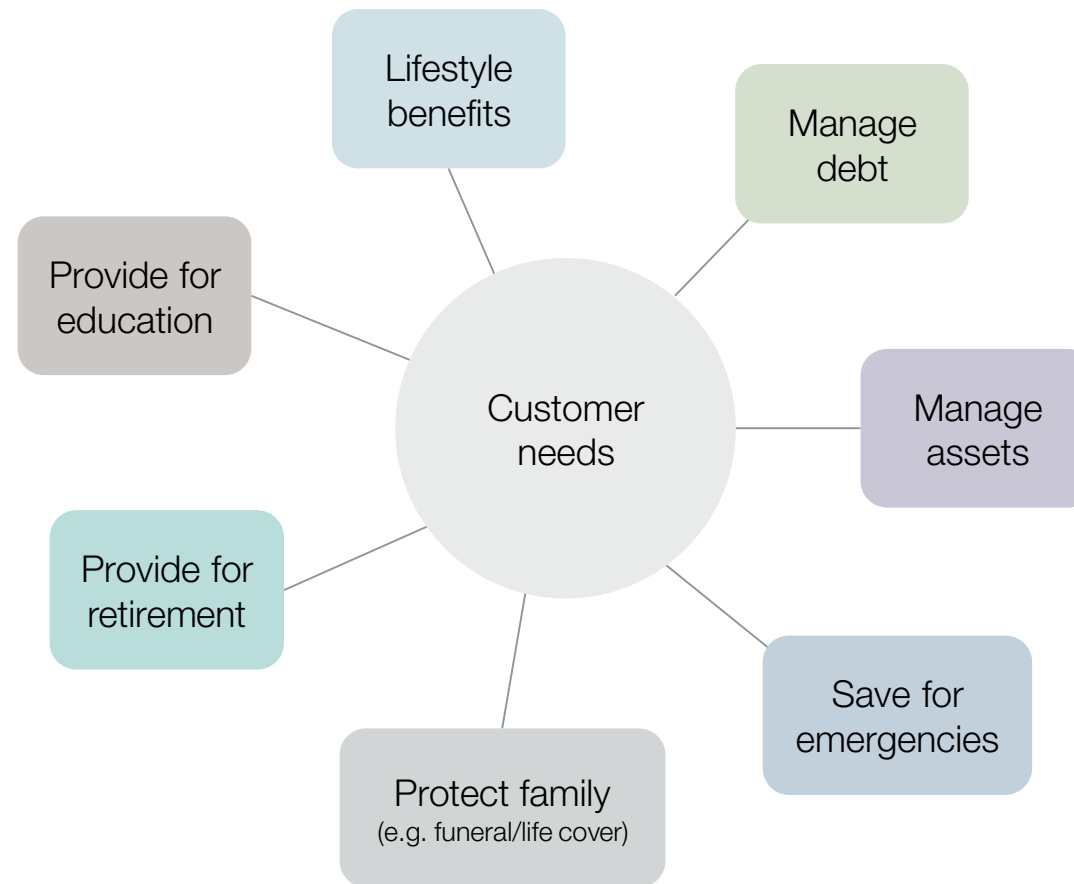 Lifestyle
benefits
Manage
debt
Provide for
education
Customer
needs
Manage
assets
Provide for
retirement
Save for
emergencies
Protect family
(e.g. funeral/life cover)